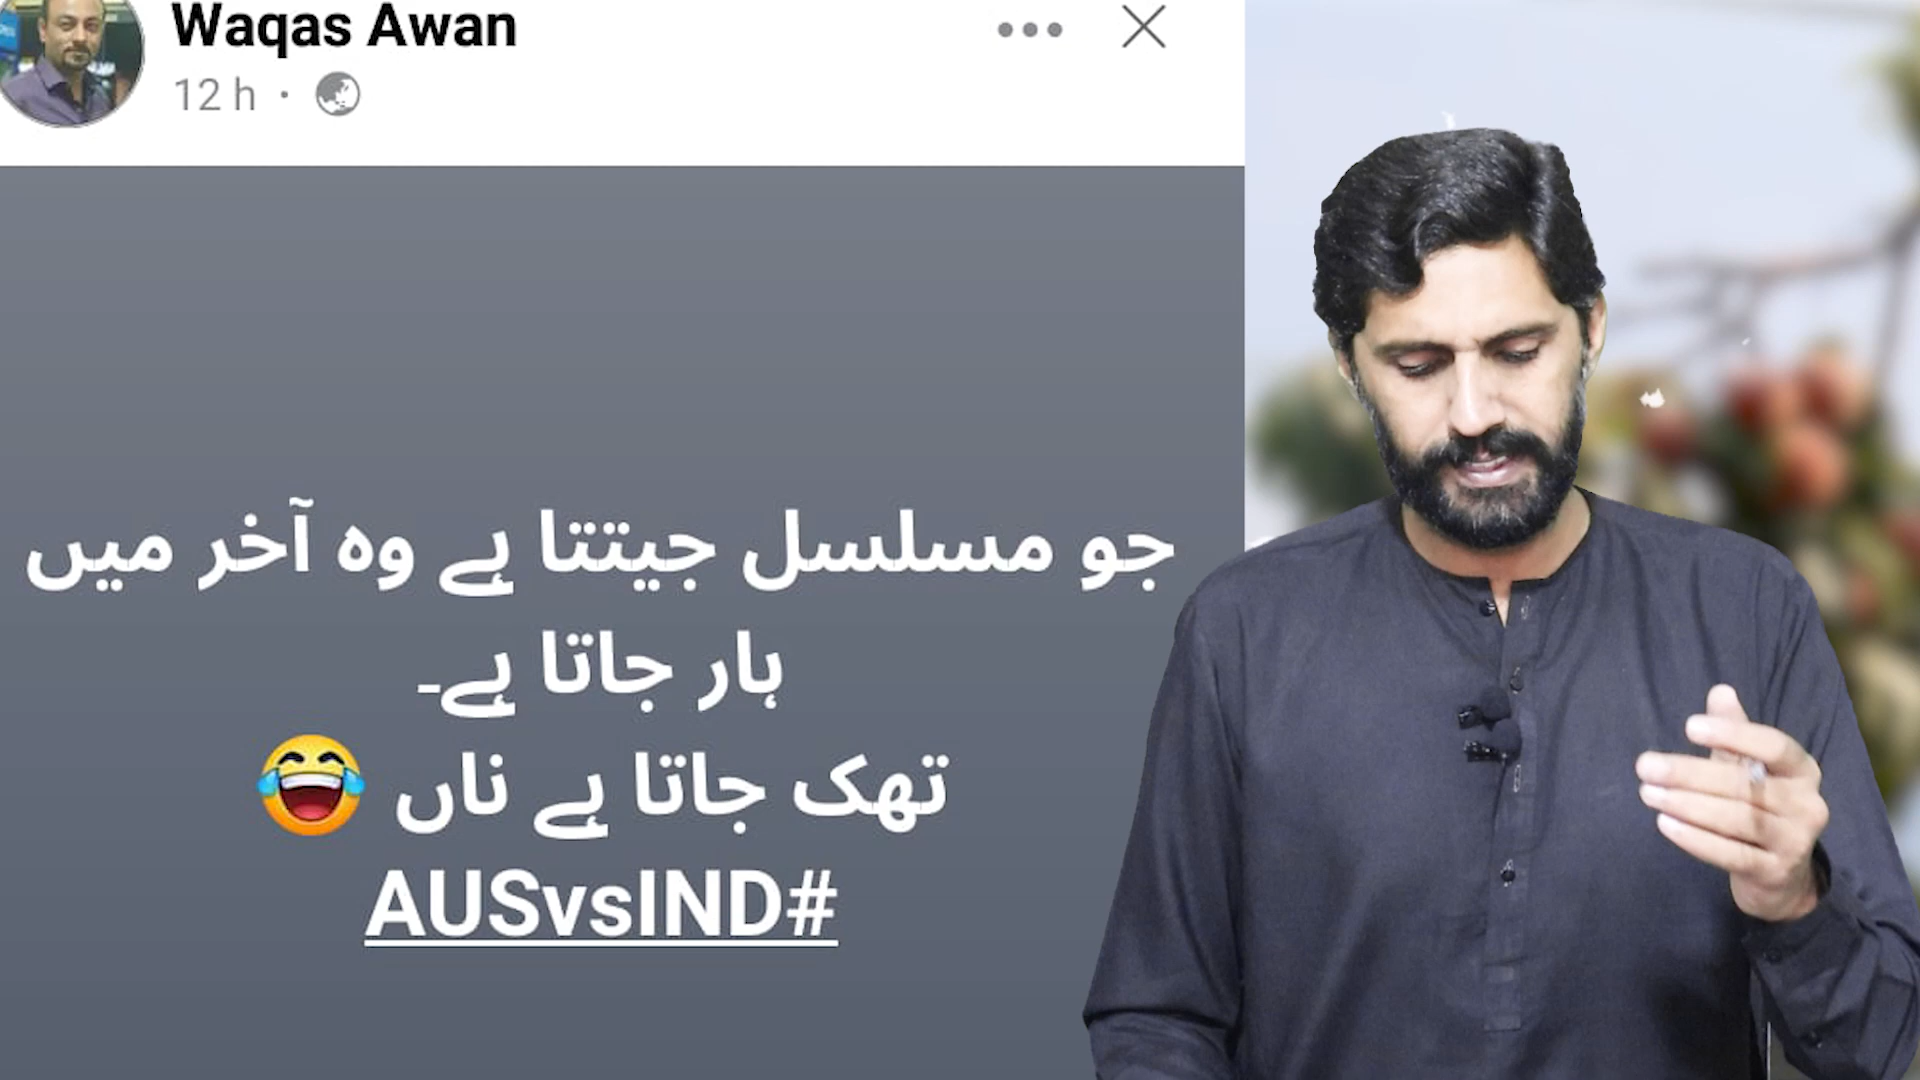 Waqas Awan
12 h ·
جو مسلسل جیتتا ہے وہ آخر میں
ہار جاتا ہے۔
تھک جاتا ہے ناں 😂
#AUSvsIND